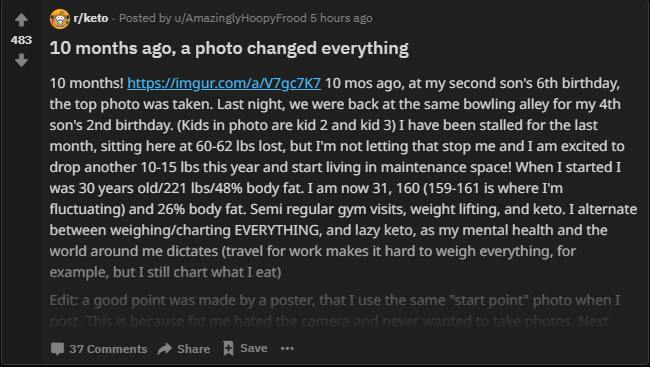 r/keto · Posted by u/AmazinglyHoopyFrood 5 hours ago
483
10 months ago, a photo changed everything
10 months! https://imgur.com/a/V7gc7K7 10 mos ago, at my second son's 6th birthday,
the top photo was taken. Last night, we were back at the same bowling alley for my 4th
son's 2nd birthday. (Kids in photo are kid 2 and kid 3) I have been stalled for the last
month, sitting here at 60-62 lbs lost, but I'm not letting that stop me and I am excited to
drop another 10-15 lbs this year and start living in maintenance space! When I started I
was 30 years old/221 lbs/48% body fat. I am now 31, 160 (159-161 is where I'm
fluctuating) and 26% body fat. Semi regular gym visits, weight lifting, and keto. I alternate
between weighing/charting EVERYTHING, and lazy keto, as my mental health and the
world around me dictates (travel for work makes it hard to weigh everything, for
example, but I still chart what I eat)
Edit: a good point was made by a poster, that I use the same "start point" photo when I
post. This is because fat me hated the camera and never wanted to take photos. Next
37 Comments Share Save •••